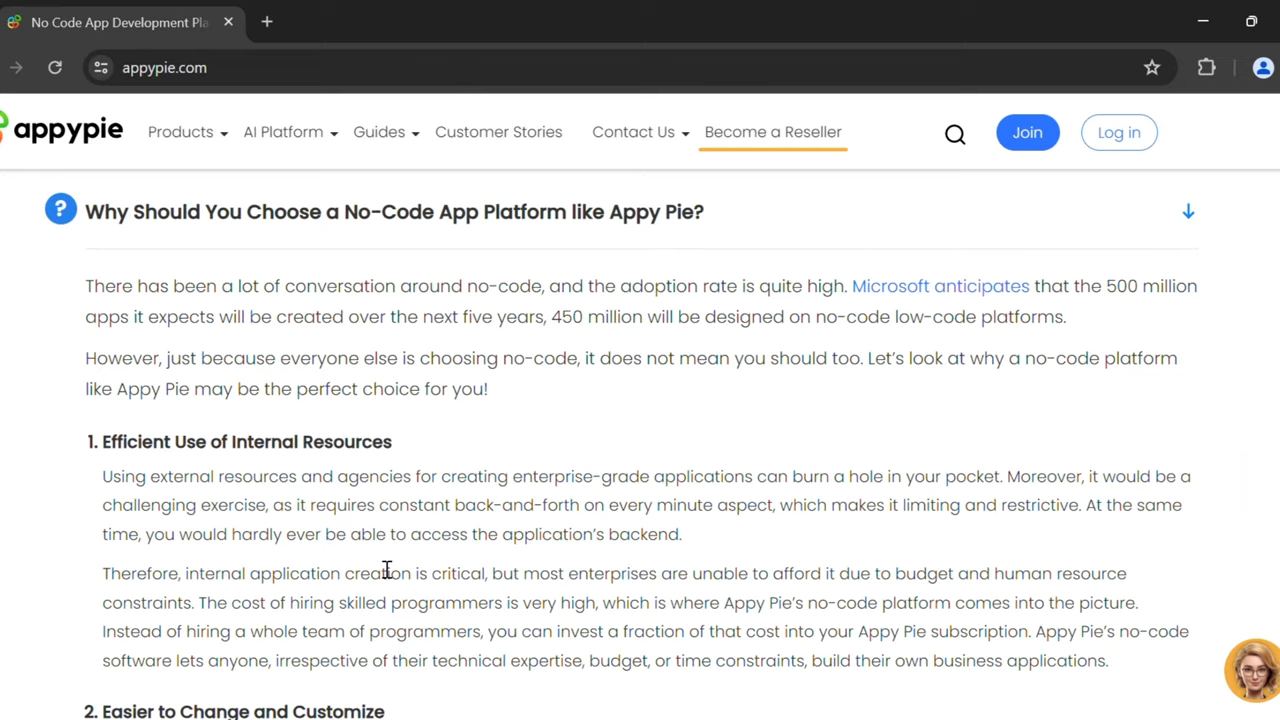 No Code App Development Pla
appypie.com
appypie
Products
AI Platform
Guides
Customer Stories
Contact Us
Become a Reseller
Join
Log in
? Why Should You Choose a No-Code App Platform like Appy Pie?
There has been a lot of conversation around no-code, and the adoption rate is quite high. Microsoft anticipates that the 500 million
apps it expects will be created over the next five years, 450 million will be designed on no-code low-code platforms.
However, just because everyone else is choosing no-code, it does not mean you should too. Let's look at why a no-code platform
like Appy Pie may be the perfect choice for you!
1. Efficient Use of Internal Resources
Using external resources and agencies for creating enterprise-grade applications can burn a hole in your pocket. Moreover, it would be a
challenging exercise, as it requires constant back-and-forth on every minute aspect, which makes it limiting and restrictive. At the same
time, you would hardly ever be able to access the application's backend.
Therefore, internal application creation is critical, but most enterprises are unable to afford it due to budget and human resource
constraints. The cost of hiring skilled programmers is very high, which is where Appy Pie's no-code platform comes into the picture.
Instead of hiring a whole team of programmers, you can invest a fraction of that cost into your Appy Pie subscription. Appy Pie's no-code
software lets anyone, irrespective of their technical expertise, budget, or time constraints, build their own business applications.
2. Easier to Change and Customize